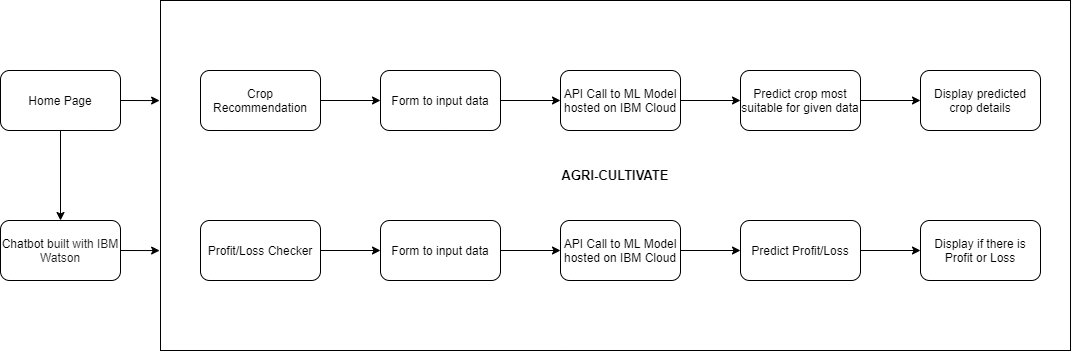 Home Page
Crop
Recommendation
Form to input data
API Call to ML Model
hosted on IBM Cloud
Predict crop most
suitable for given data
Display predicted
crop details
AGRI-CULTIVATE
Chatbot built with IBM
Watson
Profit/Loss Checker
Form to input data
API Call to ML Model
hosted on IBM Cloud
Predict Profit/Loss
Display if there is
Profit or Loss